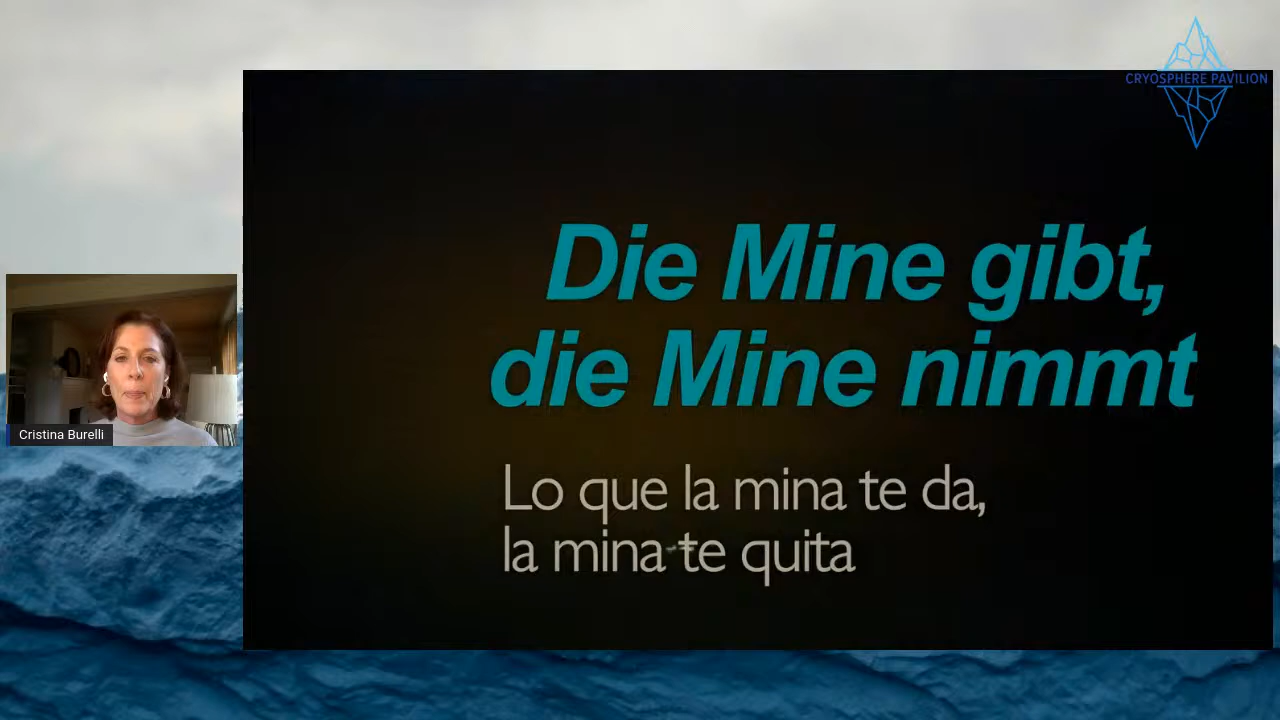 CRYOSPHERE PAVILION
Die Mine gibt,
die Mine nimmt
Lo que la mina te da,
la mina te quita
Cristina Burelli